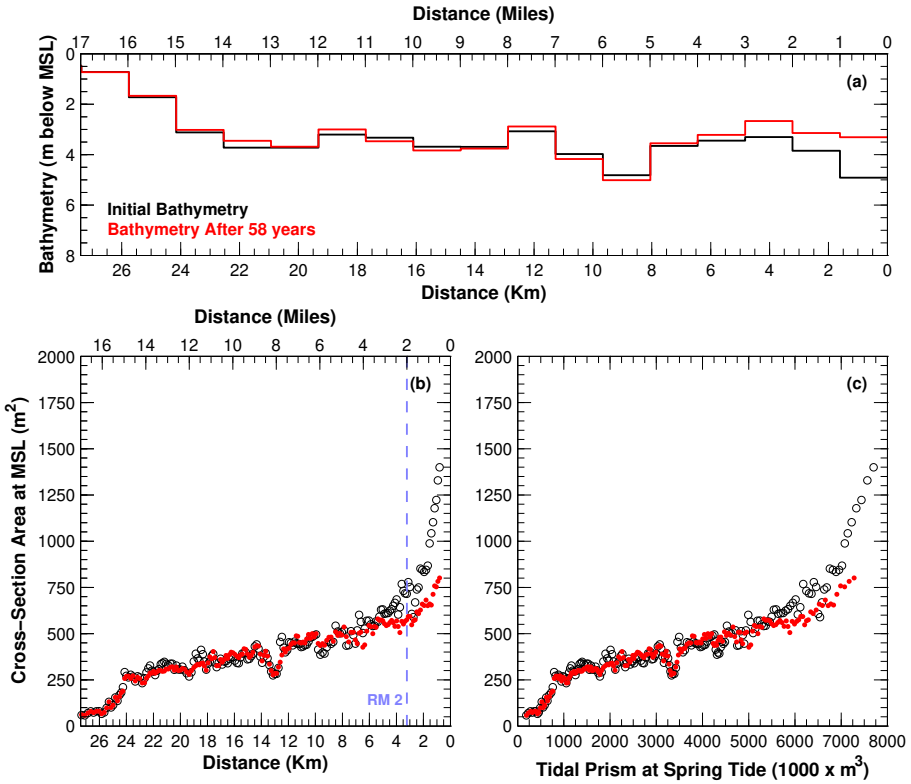 Distance (Miles)
17 16 15 14 13 12 11 10 9 8 7 6 5 4 3 2 1 0
Bathymetry (m below MSL)
0
2
4
6
8
(a)
Initial Bathymetry
Bathymetry After 58 years
26 24 22 20 18 16 14 12 10 8 6 4 2 0
Distance (Km)
Distance (Miles)
16 14 12 10 8 6 4 2 0
Cross−Section Area at MSL (m²)
2000
1750
1500
1250
1000
750
500
250
0
(b)
RM 2
26 24 22 20 18 16 14 12 10 8 6 4 2 0
Distance (Km)
2000
1750
1500
1250
1000
750
500
250
0
(c)
0 1000 2000 3000 4000 5000 6000 7000 8000
Tidal Prism at Spring Tide (1000 x m³)